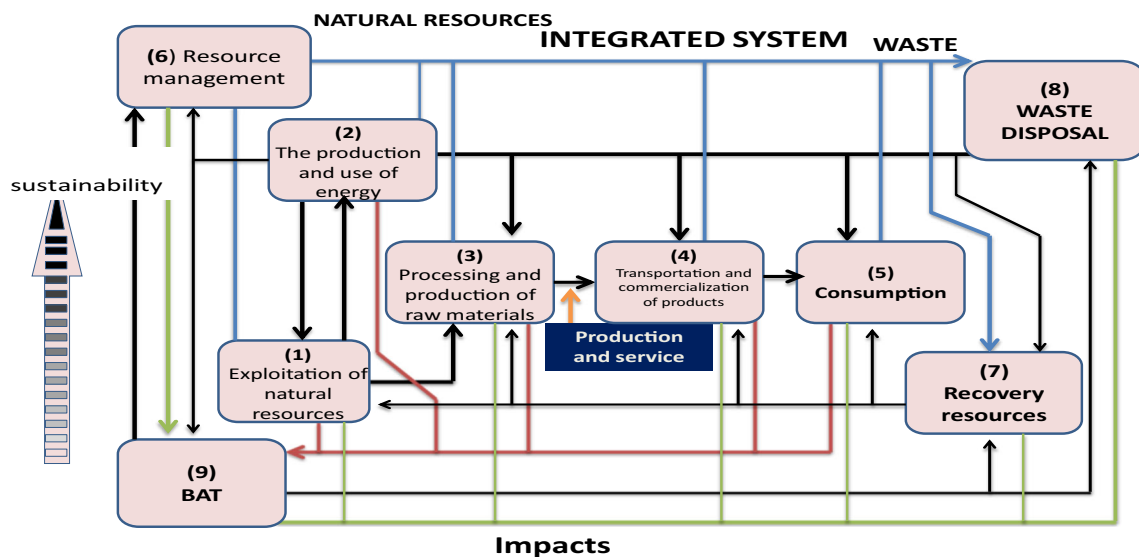 NATURAL RESOURCES
INTEGRATED SYSTEM
WASTE
(6) Resource
management
(8)
WASTE
DISPOSAL
(2)
The production
and use of
energy
sustainability
(3)
Processing and
production of
raw materials
(4)
Transportation and
commercialization
of products
(5)
Consumption
Production
and service
(1)
Exploitation of
natural
resources
(7)
Recovery
resources
(9)
BAT
Impacts